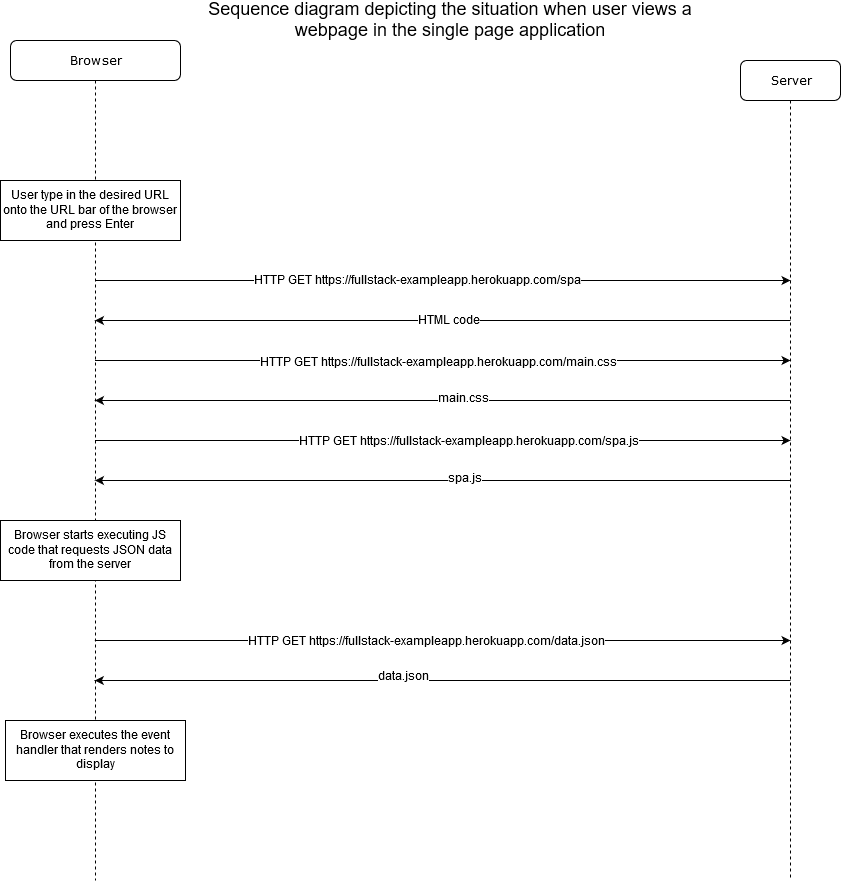 Sequence diagram depicting the situation when user views a
webpage in the single page application
Browser
Server
User type in the desired URL
onto the URL bar of the browser
and press Enter
HTTP GET https://fullstack-exampleapp.herokuapp.com/spa
HTML code
HTTP GET https://fullstack-exampleapp.herokuapp.com/main.css
main.css
HTTP GET https://fullstack-exampleapp.herokuapp.com/spa.js
spa.js
Browser starts executing JS
code that requests JSON data
from the server
HTTP GET https://fullstack-exampleapp.herokuapp.com/data.json
data.json
Browser executes the event
handler that renders notes to
display